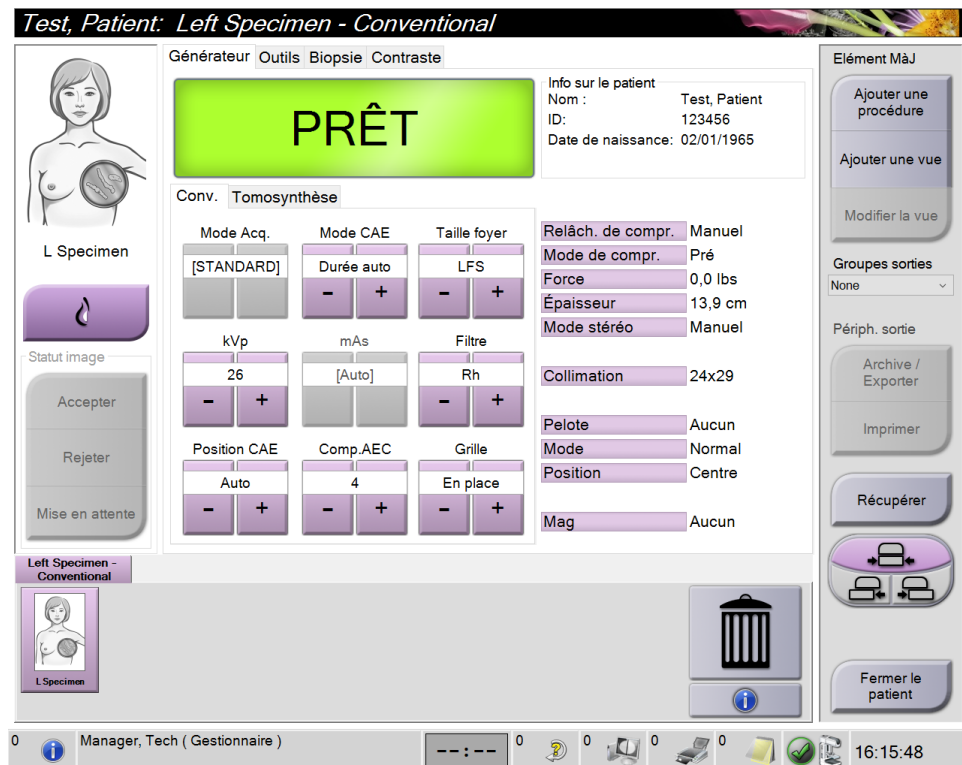 Test, Patient: Left Specimen - Conventional
Générateur Outils Biopsie Contraste
PRÊT
Info sur le patient
Nom : Test, Patient
ID: 123456
Date de naissance: 02/01/1965
L Specimen
Statut image
Accepter
Rejeter
Mise en attente
Conv. Tomosynthèse
Mode Acq. Mode CAE Taille foyer
[STANDARD] Durée auto LFS
- + - +
kVp mAs Filtre
26 [Auto] Rh
- + - +
Position CAE Comp.AEC Grille
Auto 4 En place
- + - + - +
Relâch. de compr. Manuel
Mode de compr. Pré
Force 0,0 lbs
Épaisseur 13,9 cm
Mode stéréo Manuel
Collimation 24x29
Pelote Aucun
Mode Normal
Position Centre
Mag Aucun
Elément MàJ
Ajouter une
procédure
Ajouter une vue
Modifier la vue
Groupes sorties
None
Périph. sortie
Archive /
Exporter
Imprimer
Récupérer
Fermer le
patient
Left Specimen -
Conventional
L Specimen
0 Manager, Tech ( Gestionnaire ) --:-- 0 0 0 0 16:15:48